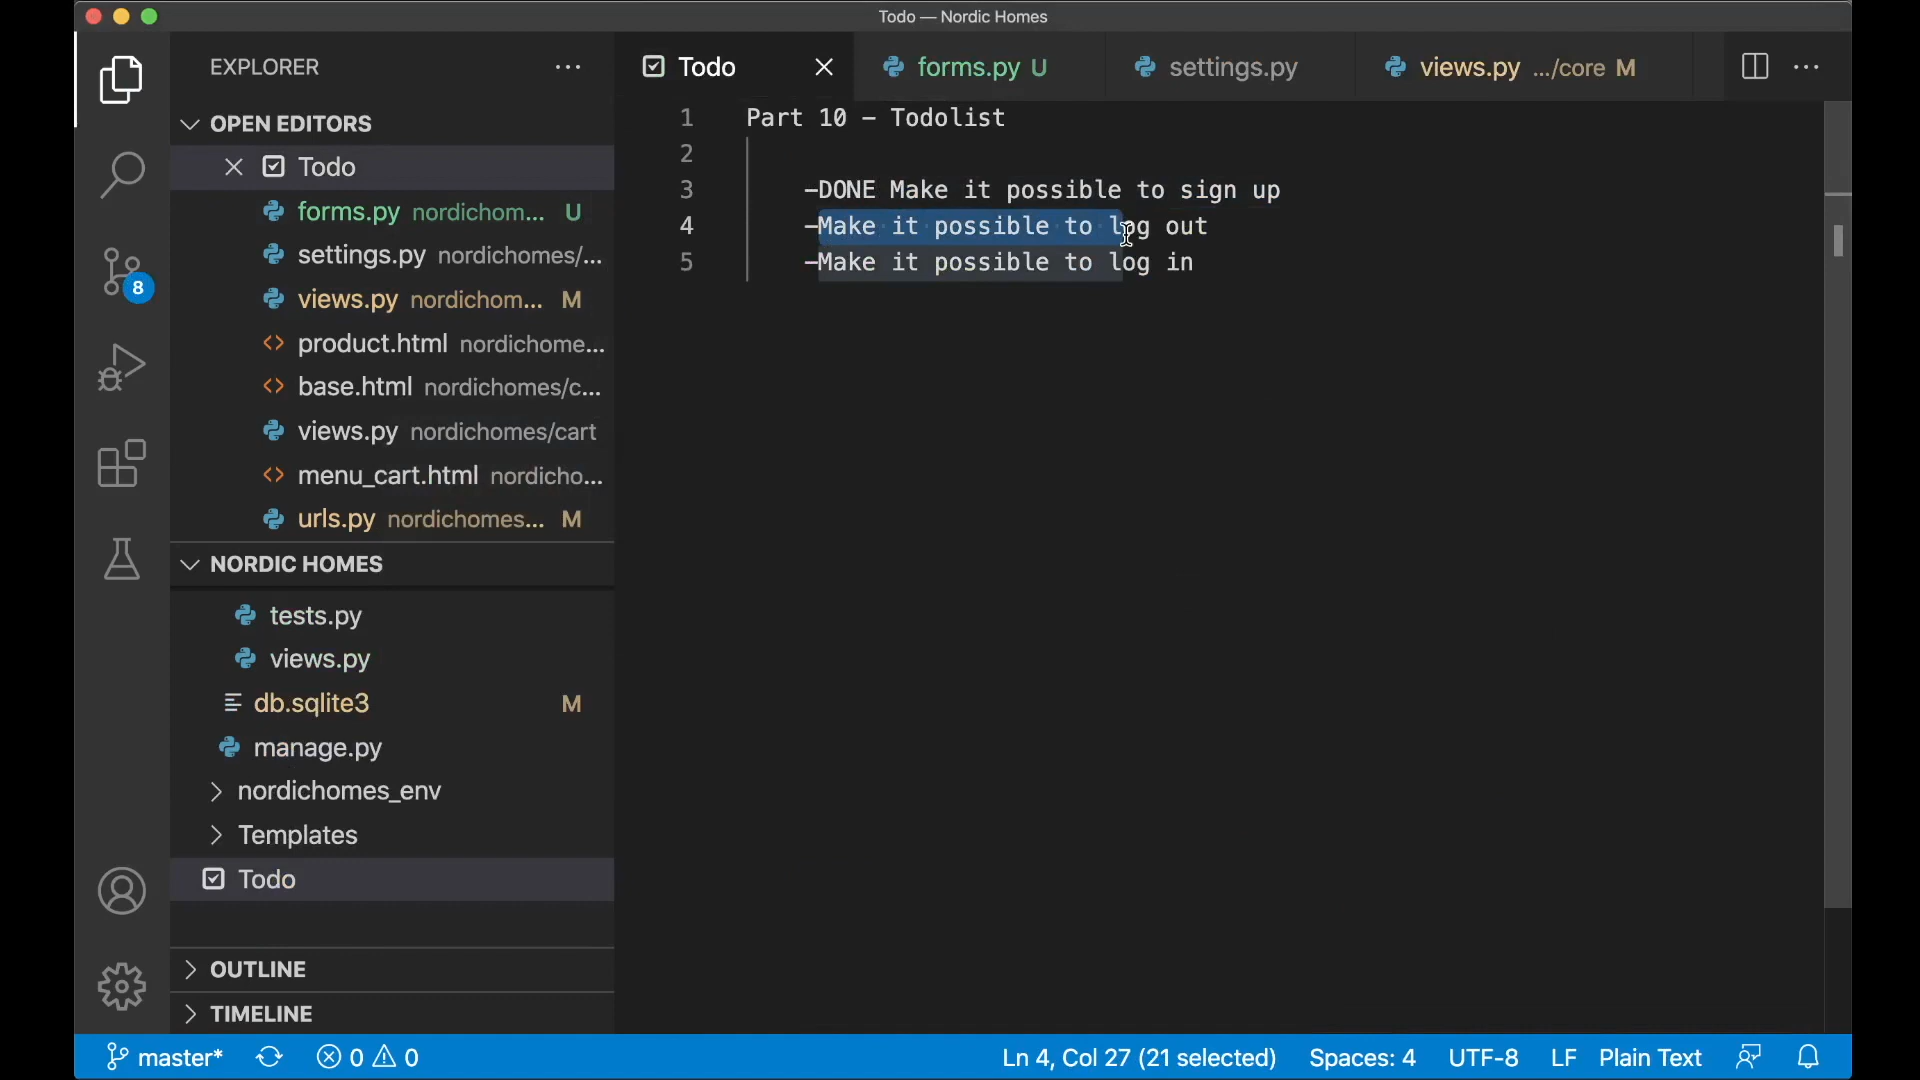 Todo — Nordic Homes
EXPLORER
Todo
forms.py U
settings.py
views.py .../core M
OPEN EDITORS
Todo
forms.py nordichom... U
settings.py nordichomes/...
views.py nordichom... M
product.html nordichome...
base.html nordichomes/c...
views.py nordichomes/cart
menu_cart.html nordicho...
urls.py nordichomes... M
NORDIC HOMES
tests.py
views.py
db.sqlite3 M
manage.py
nordichomes_env
Templates
Todo
OUTLINE
TIMELINE
8
1 Part 10 – Todolist
2
3 –DONE Make it possible to sign up
4 –Make it possible to log out
5 –Make it possible to log in
master* 0 0 Ln 4, Col 27 (21 selected) Spaces: 4 UTF-8 LF Plain Text